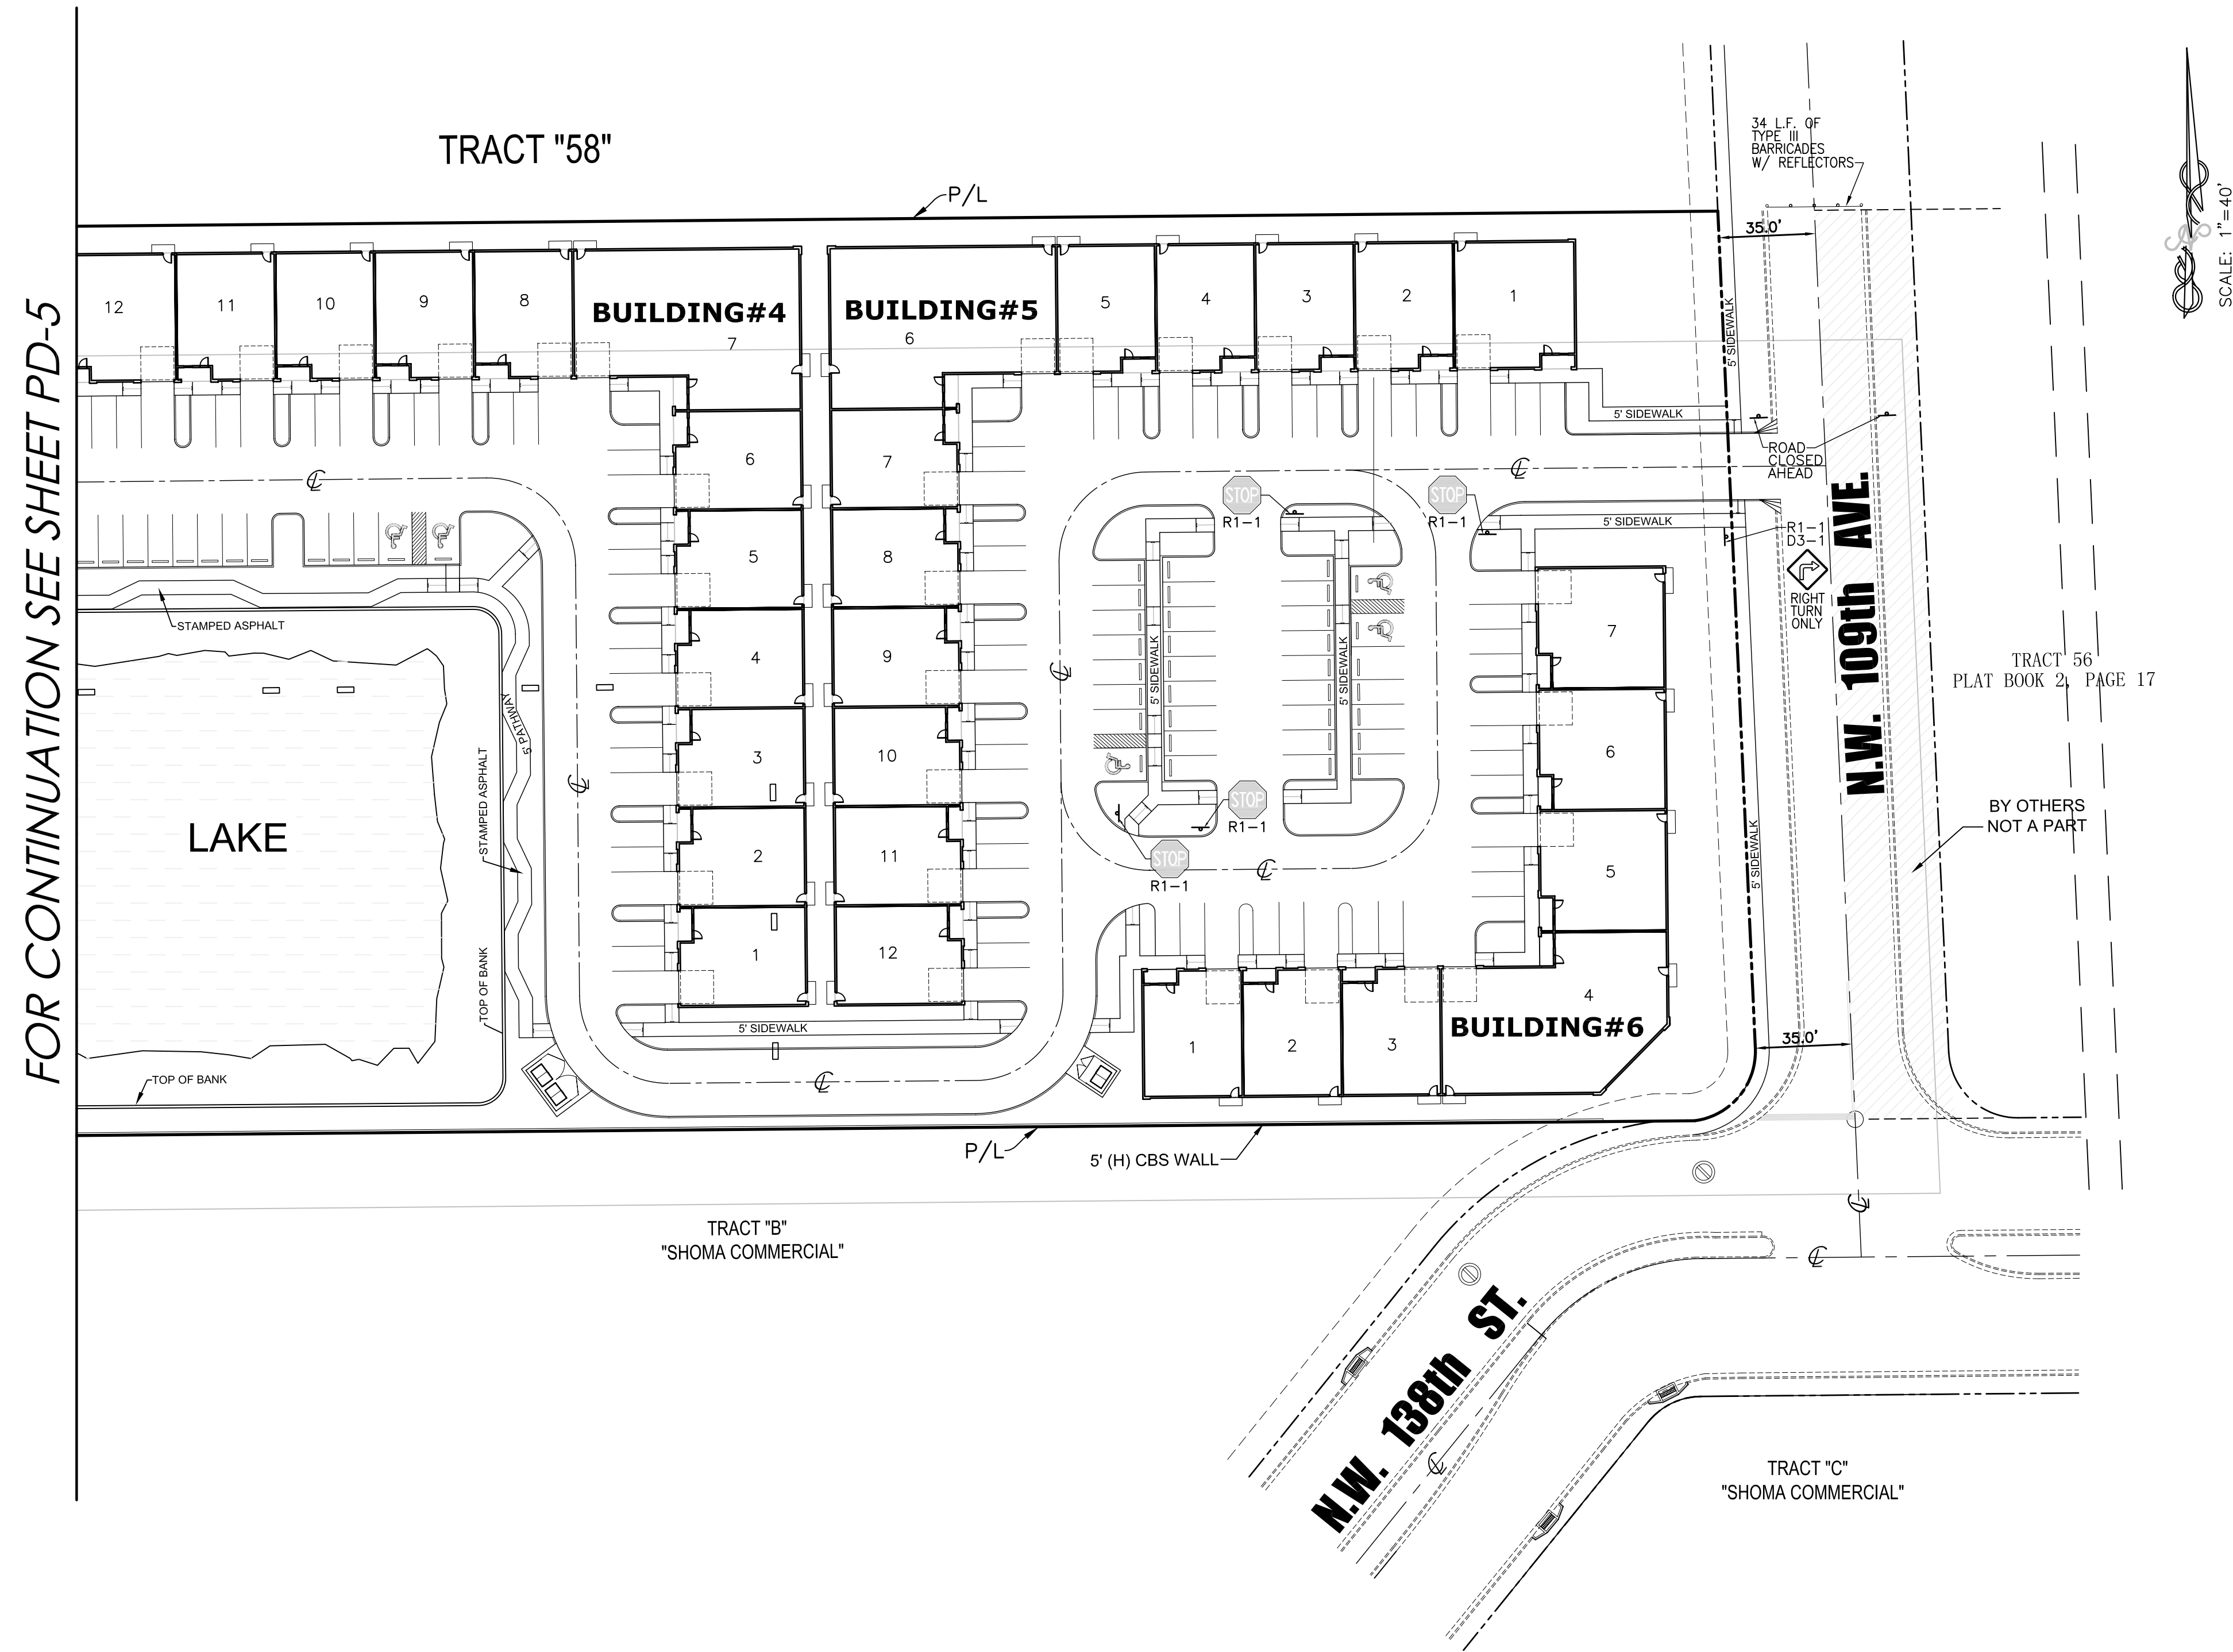 FOR CONTINUATION SEE SHEET PD-5
TRACT "58"
P/L
34 L.F. OF
TYPE III
BARRICADES
W/ REFLECTORS
35.0'
SCALE: 1"=40'
12
11
10
9
8
BUILDING#4
7
BUILDING#5
6
5
4
3
2
1
5' SIDEWALK
5' SIDEWALK
ROAD
CLOSED
AHEAD
6
7
STOP
R1-1
STOP
R1-1
5' SIDEWALK
R1-1
D3-1
RIGHT
TURN
ONLY
N.W. 109th AVE.
5
8
STAMPED ASPHALT
4
9
5' SIDEWALK
5' SIDEWALK
7
TRACT 56
PLAT BOOK 2, PAGE 17
5' PATHWAY
STAMPED ASPHALT
3
10
6
LAKE
2
11
STOP
R1-1
STOP
R1-1
5
5' SIDEWALK
BY OTHERS
NOT A PART
TOP OF BANK
1
12
4
BUILDING#6
5' SIDEWALK
1
2
3
35.0'
TOP OF BANK
P/L
5' (H) CBS WALL
TRACT "B"
"SHOMA COMMERCIAL"
N.W. 138th ST.
TRACT "C"
"SHOMA COMMERCIAL"